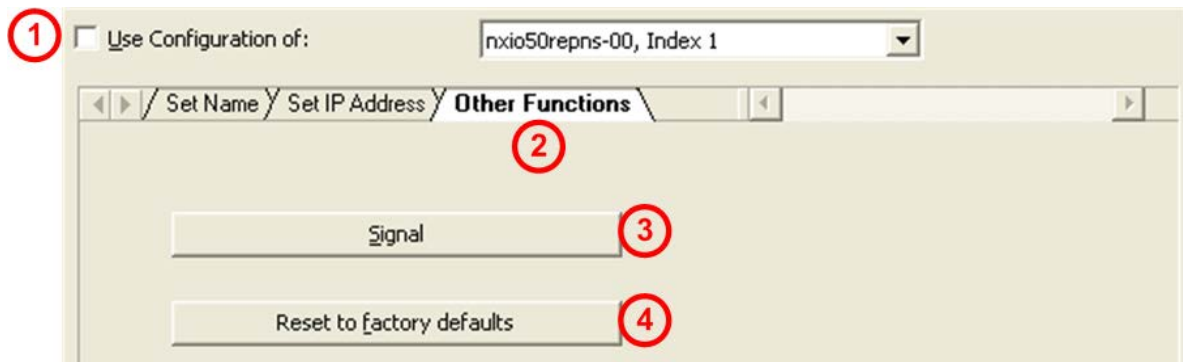 1 Use Configuration of: nxio50repns-00, Index 1
Set Name Set IP Address Other Functions
2
Signal 3
Reset to factory defaults 4